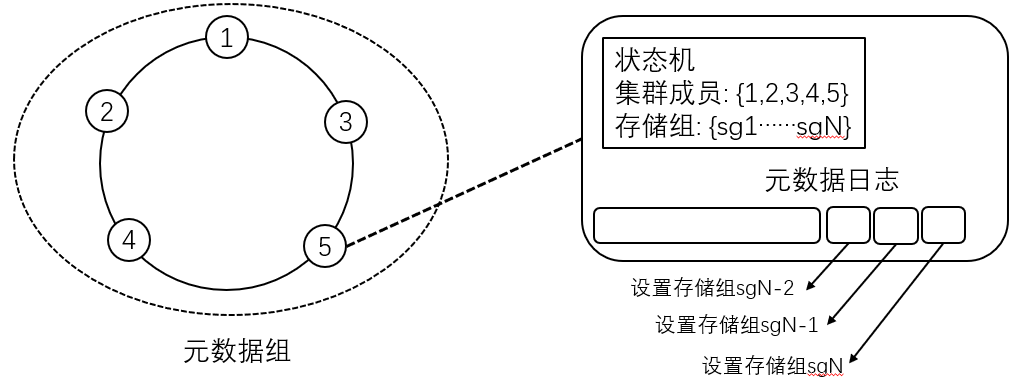 1
2
3
4
5
元数据组
状态机
集群成员: {1,2,3,4,5}
存储组: {sg1······sgN}
元数据日志
设置存储组sgN-2
设置存储组sgN-1
设置存储组sgN